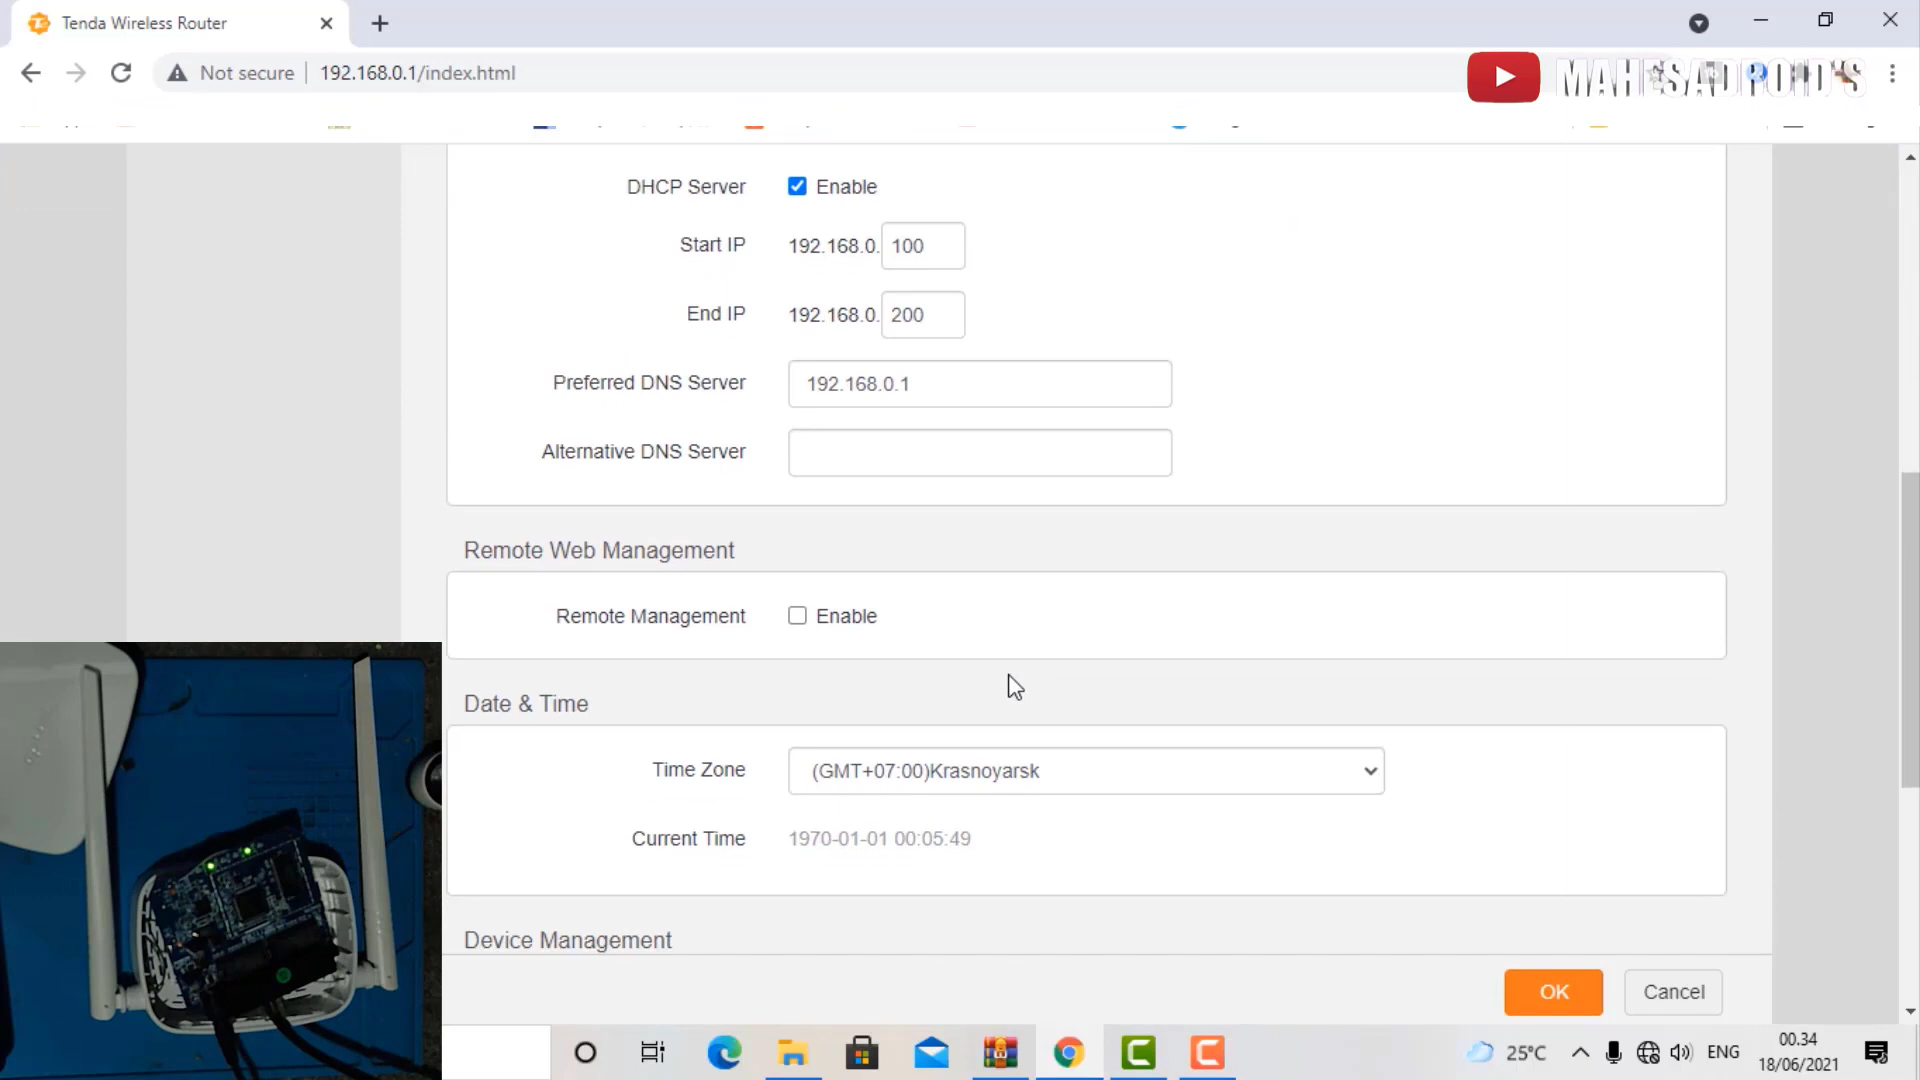 Tenda Wireless Router
Not secure 192.168.0.1/index.html
MAHESADROID'S
DHCP Server Enable
Start IP 192.168.0. 100
End IP 192.168.0. 200
Preferred DNS Server 192.168.0.1
Alternative DNS Server
Remote Web Management
Remote Management Enable
Date & Time
Time Zone (GMT+07:00)Krasnoyarsk
Current Time 1970-01-01 00:05:49
Device Management
OK Cancel
25°C ENG 00.34
18/06/2021